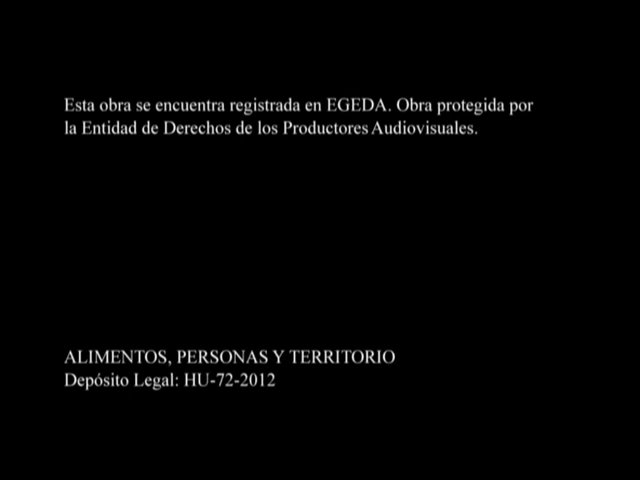 Esta obra se encuentra registrada en EGEDA. Obra protegida por
la Entidad de Derechos de los Productores Audiovisuales.
ALIMENTOS, PERSONAS Y TERRITORIO
Depósito Legal: HU-72-2012